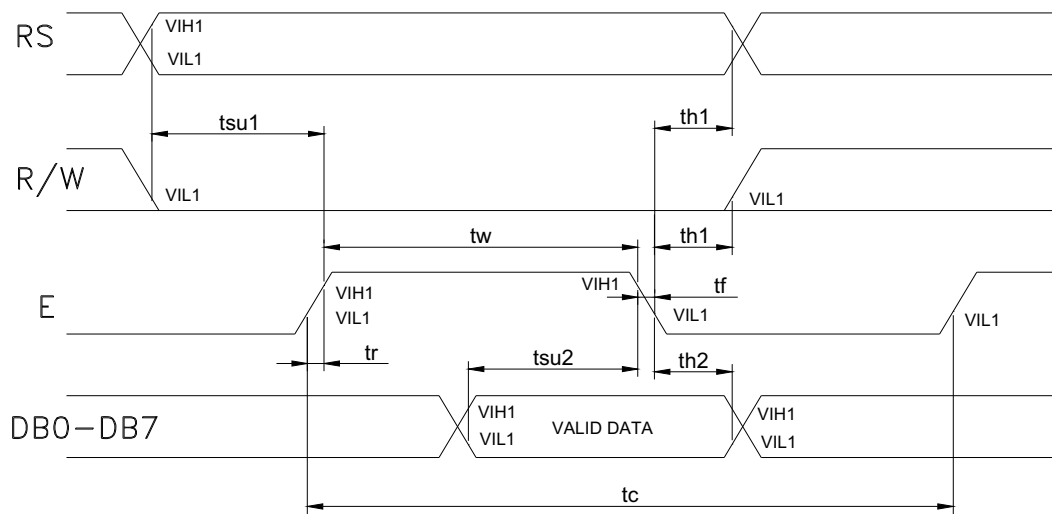 RS
VIH1
VIL1
tsu1
th1
R/W
VIL1
VIL1
tw
th1
E
VIH1
VIL1
VIH1
tf
VIL1
VIL1
tr
tsu2
th2
DB0-DB7
VIH1
VIL1
VALID DATA
VIH1
VIL1
tc